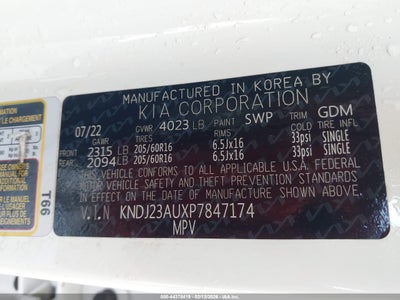 MANUFACTURED IN KOREA BY
KIA CORPORATION
07/22 GVWR 4023 LB PAINT SWP TRIM GDM
GAWR TIRES RIMS COLD TIRE INFL
FRONT 2315 LB 205/60R16 6.5Jx16 33psi SINGLE
REAR 2094 LB 205/60R16 6.5Jx16 33psi SINGLE
THIS VEHICLE CONFORMS TO ALL APPLICABLE U.S.A. FEDERAL
MOTOR VEHICLE SAFETY, BUMPER, AND THEFT PREVENTION
STANDARDS IN EFFECT ON THE DATE OF MANUFACTURE SHOWN ABOVE.
V.I.N KNDJ23AUXP7847174
MPV
CHARGEMENT
T66